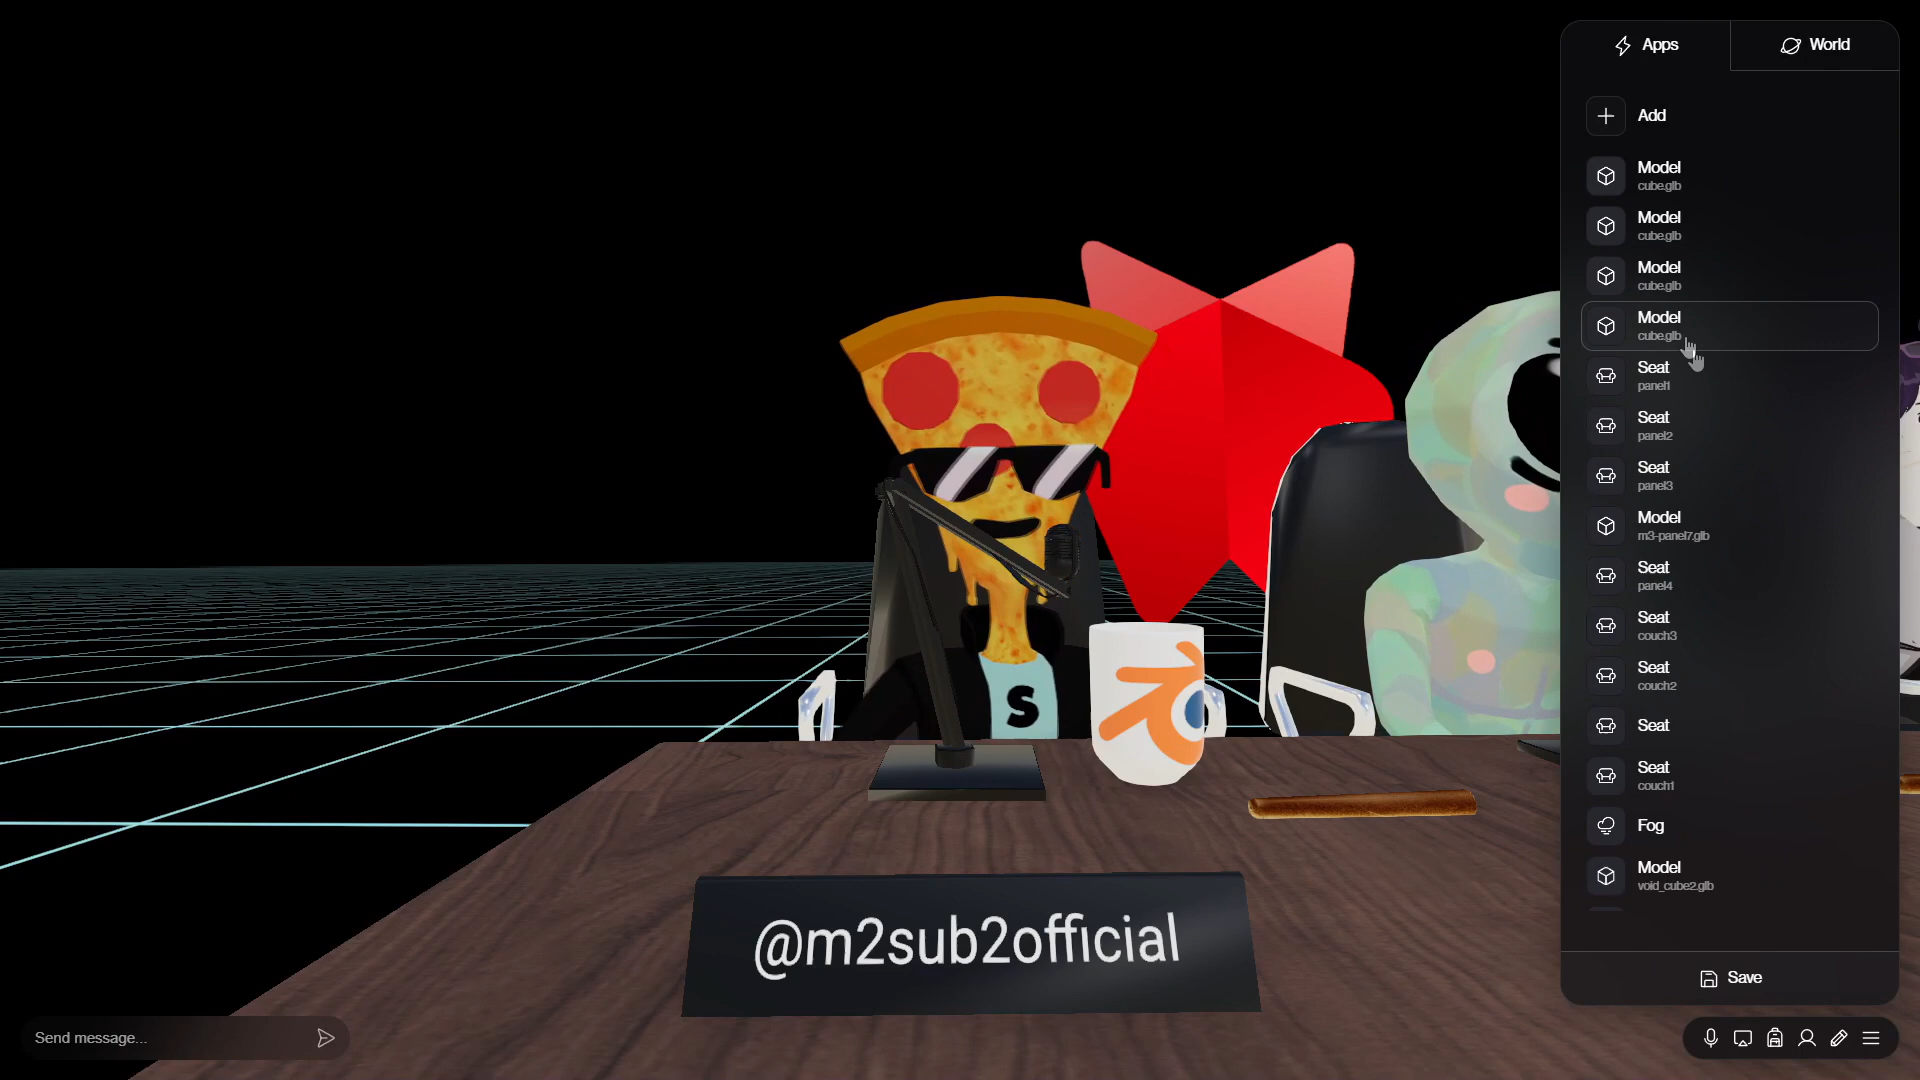 Apps
World
Add
Model
cube.glb
Model
cube.glb
Model
cube.glb
Model
cube.glb
Seat
panel1
Seat
panel2
Seat
panel3
Model
m3-panel7.glb
Seat
panel4
Seat
couch3
Seat
couch2
Seat
Seat
couch1
Fog
Model
void_cube2.glb
Save
S
@m2sub2official
Send message...